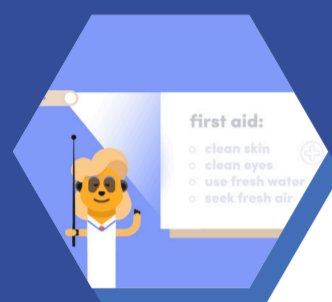 first aid:
clean skin
clean eyes
use fresh water
seek fresh air